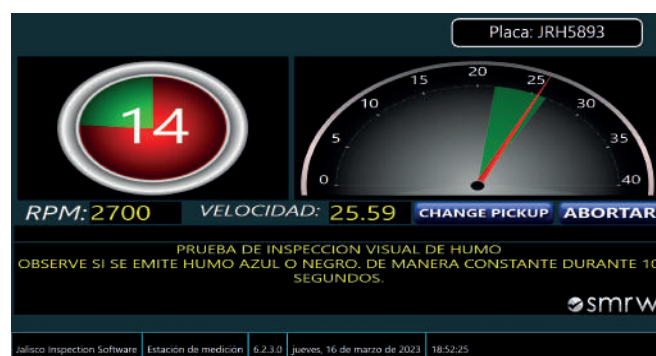 Placa: JRH5893
14
0
5
10
15
20
25
30
35
40
RPM: 2700 VELOCIDAD: 25.59 CHANGE PICKUP ABORTAR
PRUEBA DE INSPECCION VISUAL DE HUMO
OBSERVE SI SE EMITE HUMO AZUL O NEGRO. DE MANERA CONSTANTE DURANTE 10
SEGUNDOS.
smrw
Jalisco Inspection Software Estación de medición 6.2.3.0 jueves, 16 de marzo de 2023 18:52:25